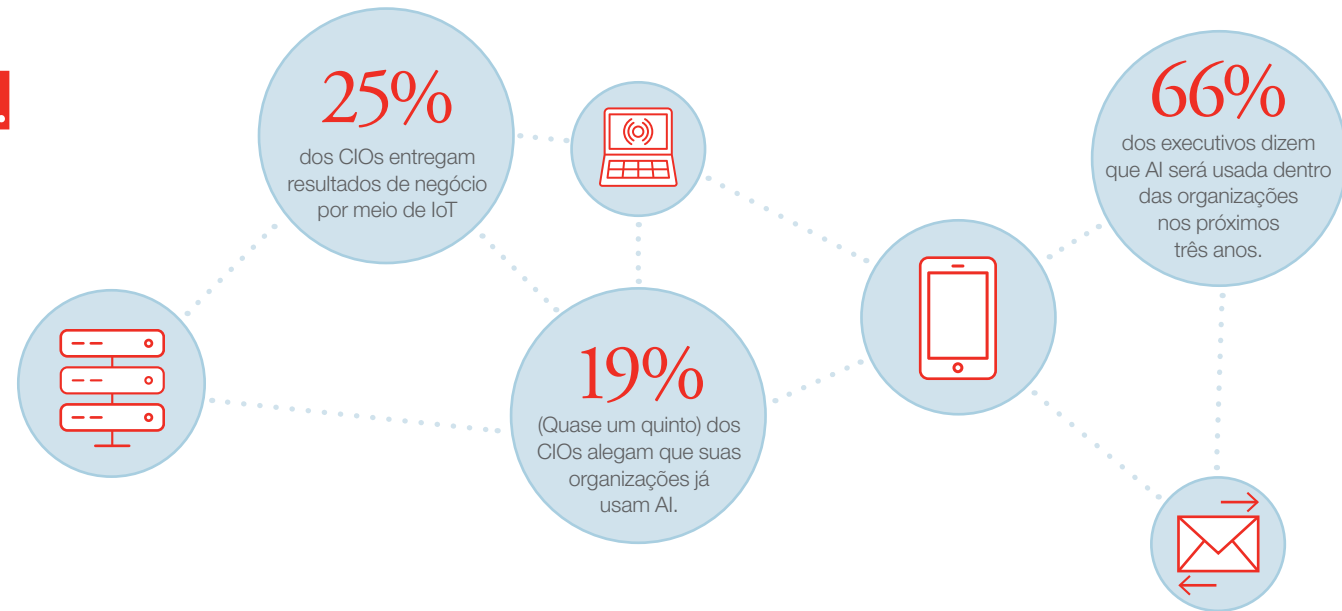 25%
dos CIOs entregam
resultados de negócio
por meio de IoT
66%
dos executivos dizem
que AI será usada dentro
das organizações
nos próximos
três anos.
19%
(Quase um quinto) dos
CIOs alegam que suas
organizações já
usam AI.